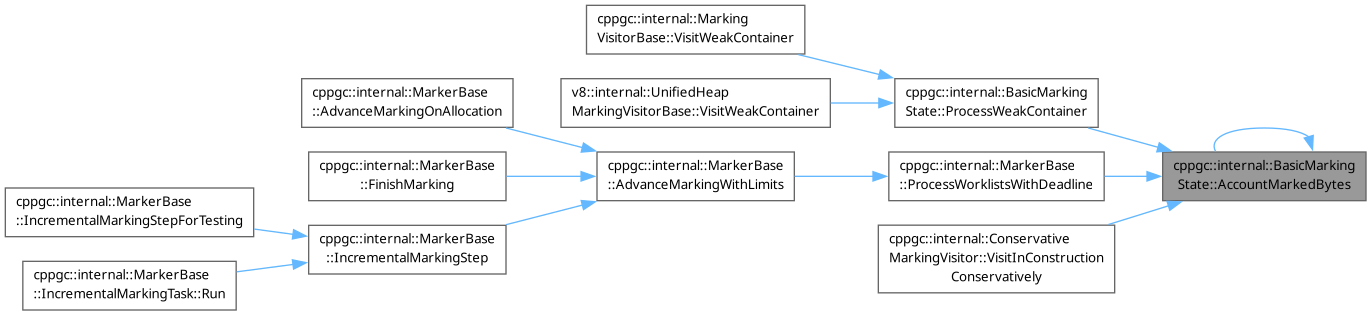 cppgc::internal::Marking
VisitorBase::VisitWeakContainer
cppgc::internal::MarkerBase
::AdvanceMarkingOnAllocation
v8::internal::UnifiedHeap
MarkingVisitorBase::VisitWeakContainer
cppgc::internal::BasicMarking
State::ProcessWeakContainer
cppgc::internal::MarkerBase
::FinishMarking
cppgc::internal::MarkerBase
::AdvanceMarkingWithLimits
cppgc::internal::MarkerBase
::ProcessWorklistsWithDeadline
cppgc::internal::BasicMarking
State::AccountMarkedBytes
cppgc::internal::MarkerBase
::IncrementalMarkingStepForTesting
cppgc::internal::MarkerBase
::IncrementalMarkingStep
cppgc::internal::Conservative
MarkingVisitor::VisitInConstruction
Conservatively
cppgc::internal::MarkerBase
::IncrementalMarkingTask::Run